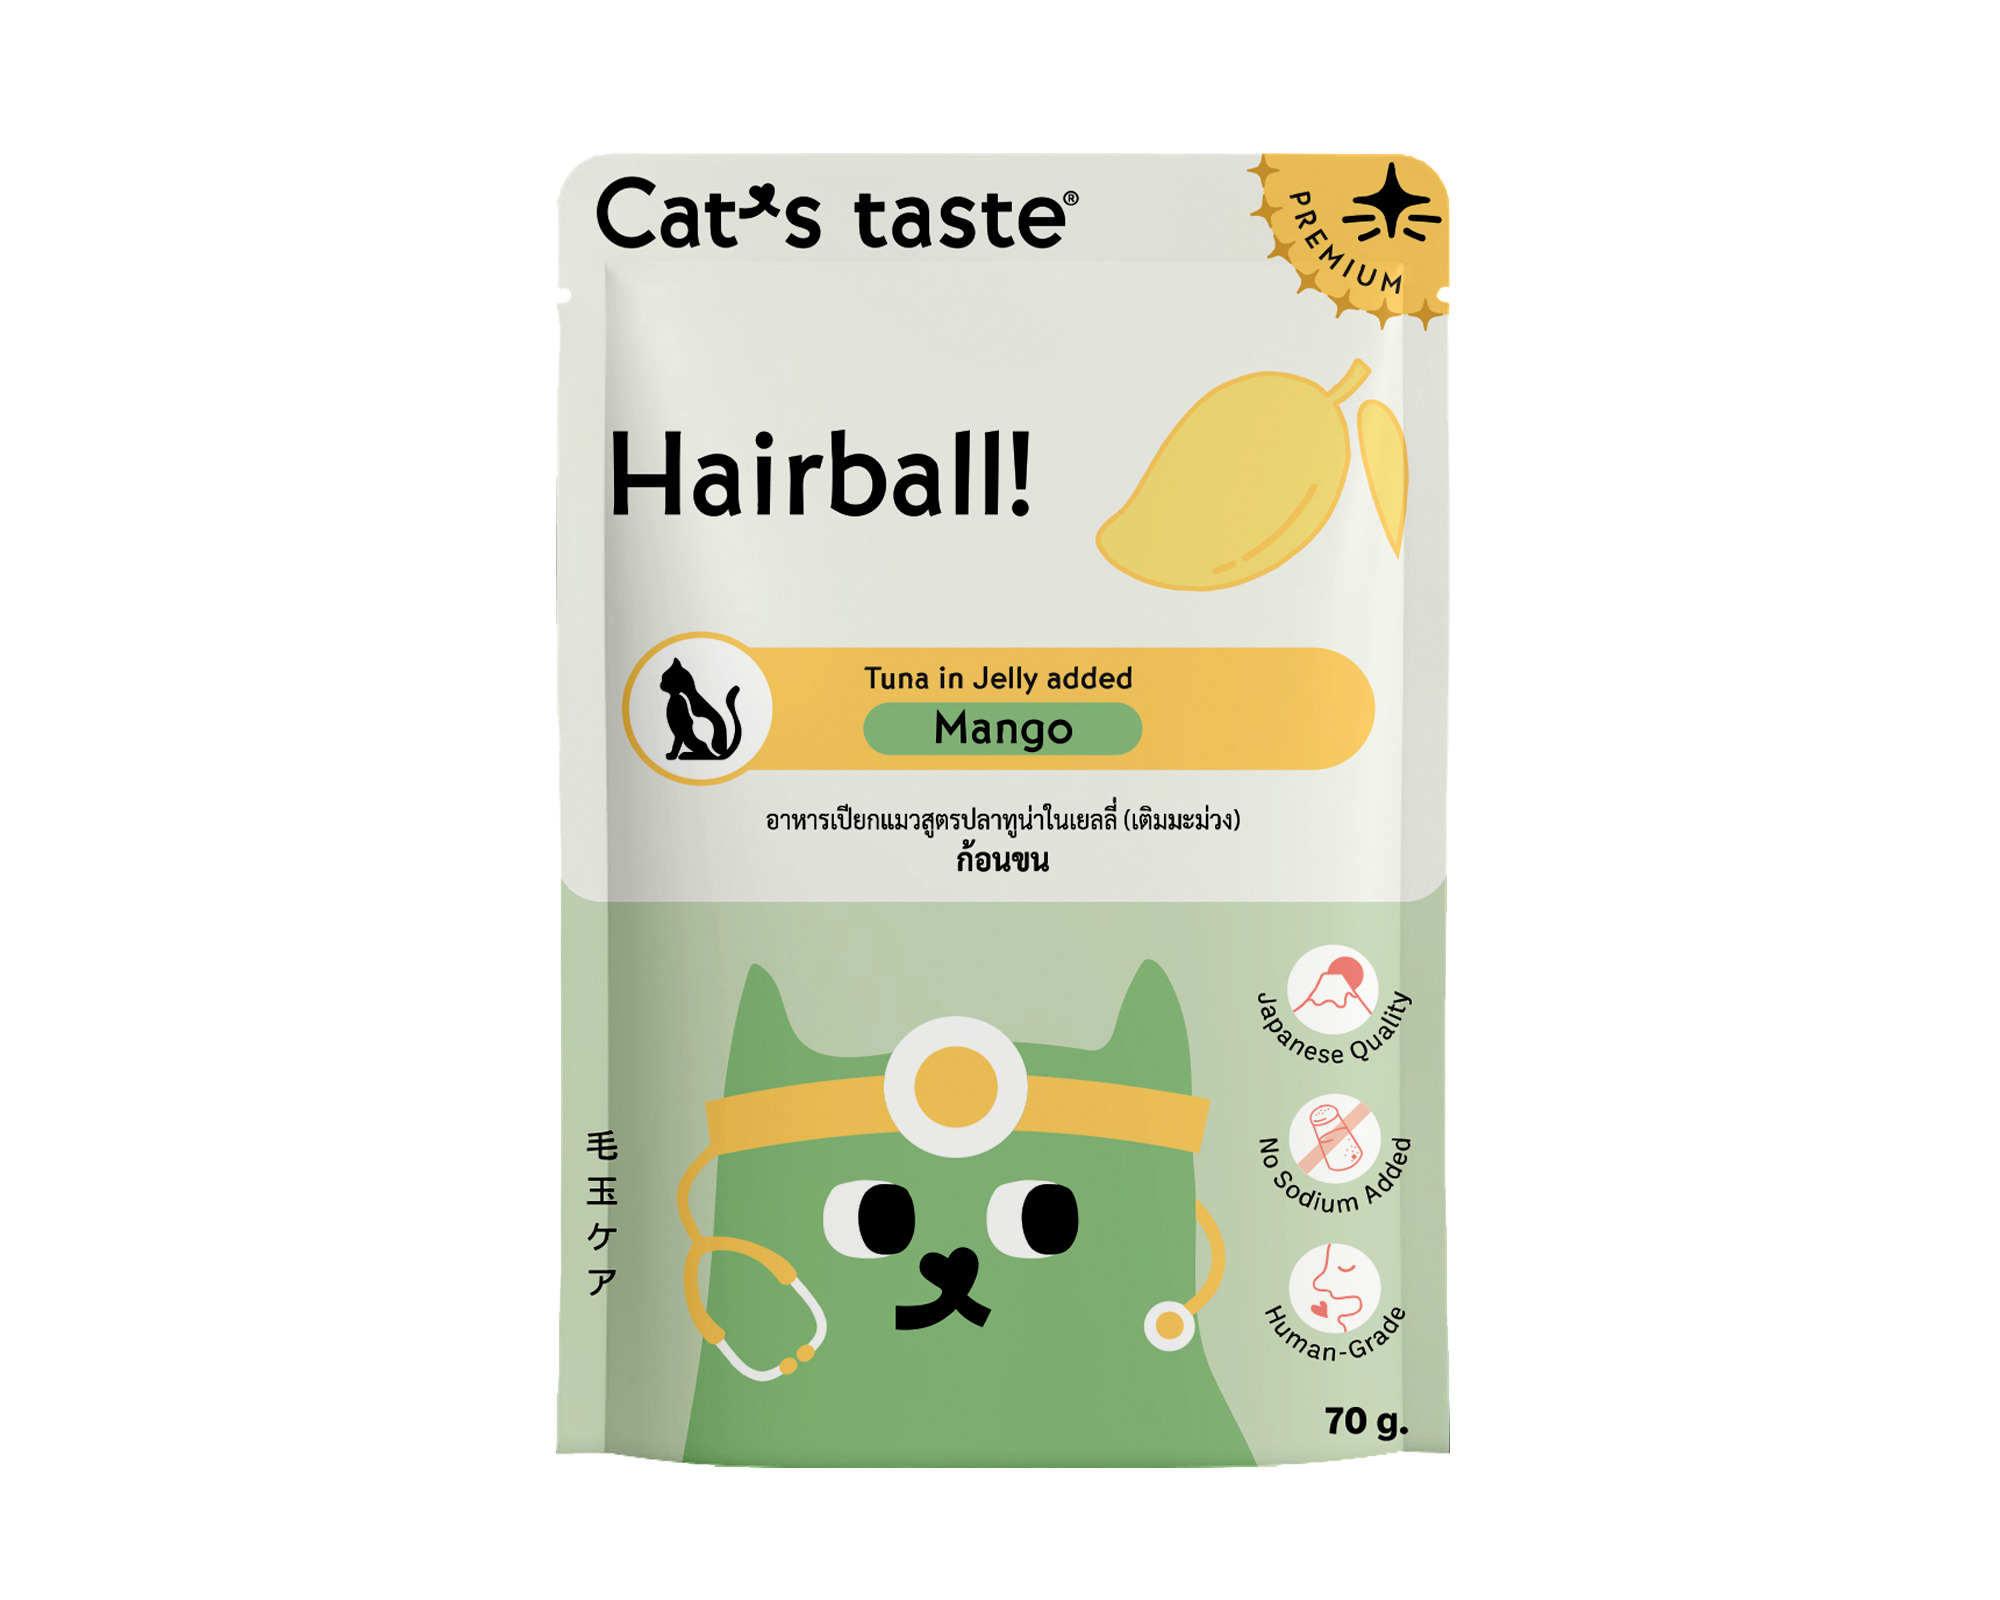 Cat's taste®
PREMIUM
Hairball!
Tuna in Jelly added
Mango
อาหารเปียกแมวสูตรปลาทูน่าในเยลลี่ (เติมมะม่วง)
ก้อนขน
Japanese Quality
No Sodium Added
Human-Grade
毛玉ケア
70 g.